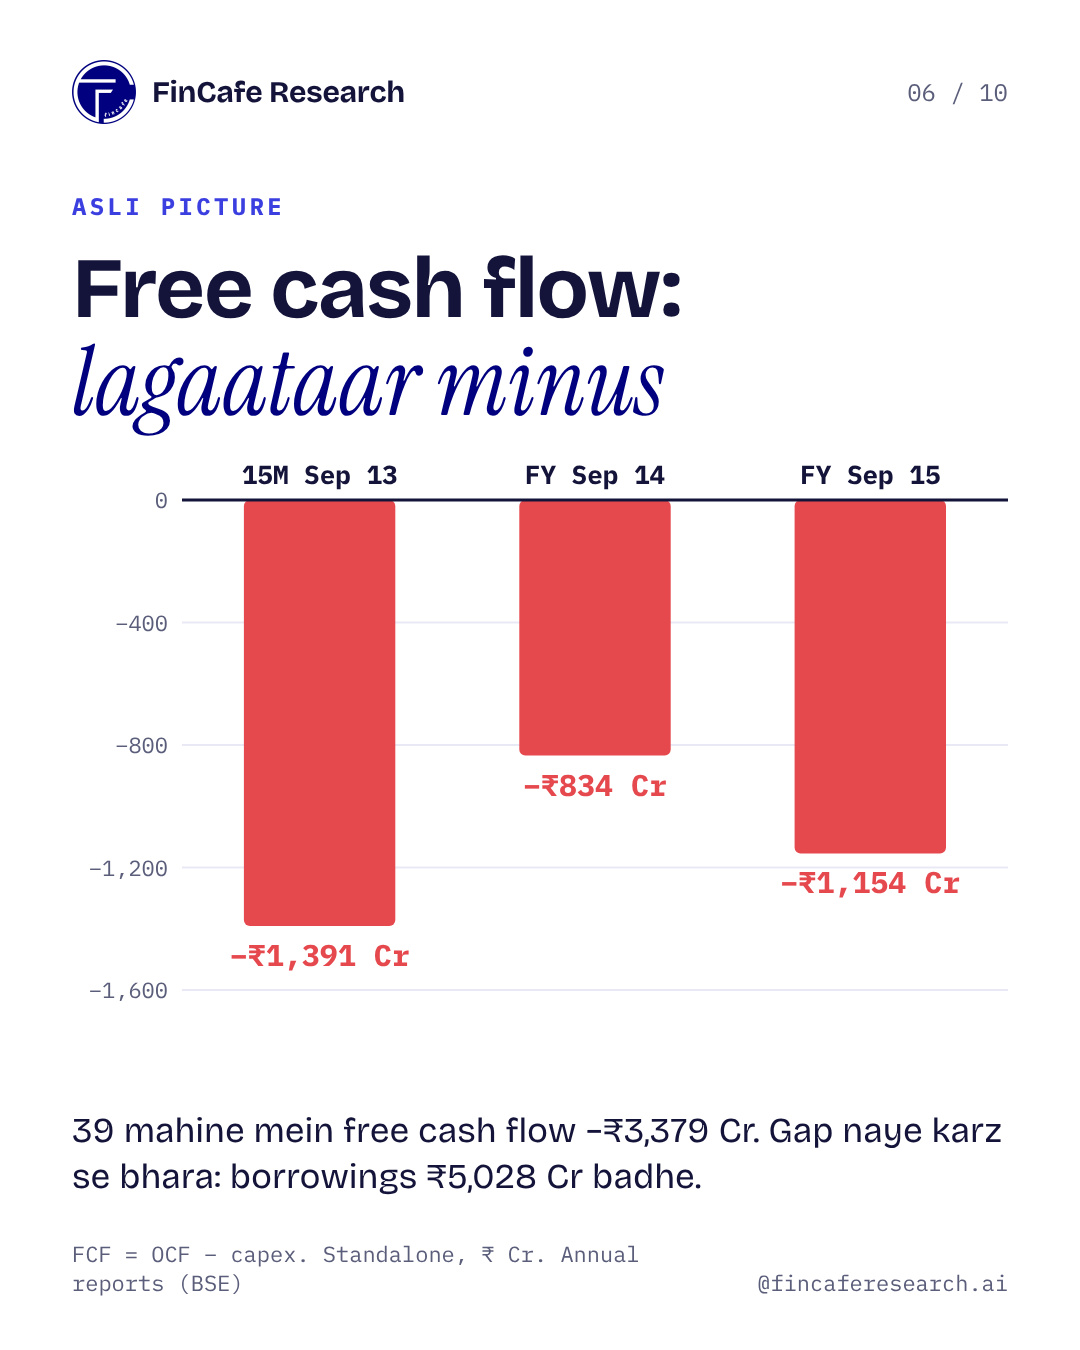 fincafe
FinCafe Research
06 / 10
ASLI PICTURE
Free cash flow:
lagaataar minus
15M Sep 13
FY Sep 14
FY Sep 15
0
−400
−800
−₹834 Cr
−1,200
−₹1,154 Cr
−₹1,391 Cr
−1,600
39 mahine mein free cash flow −₹3,379 Cr. Gap naye karz
se bhara: borrowings ₹5,028 Cr badhe.
FCF = OCF − capex. Standalone, ₹ Cr. Annual
reports (BSE)
@fincaferesearch.ai